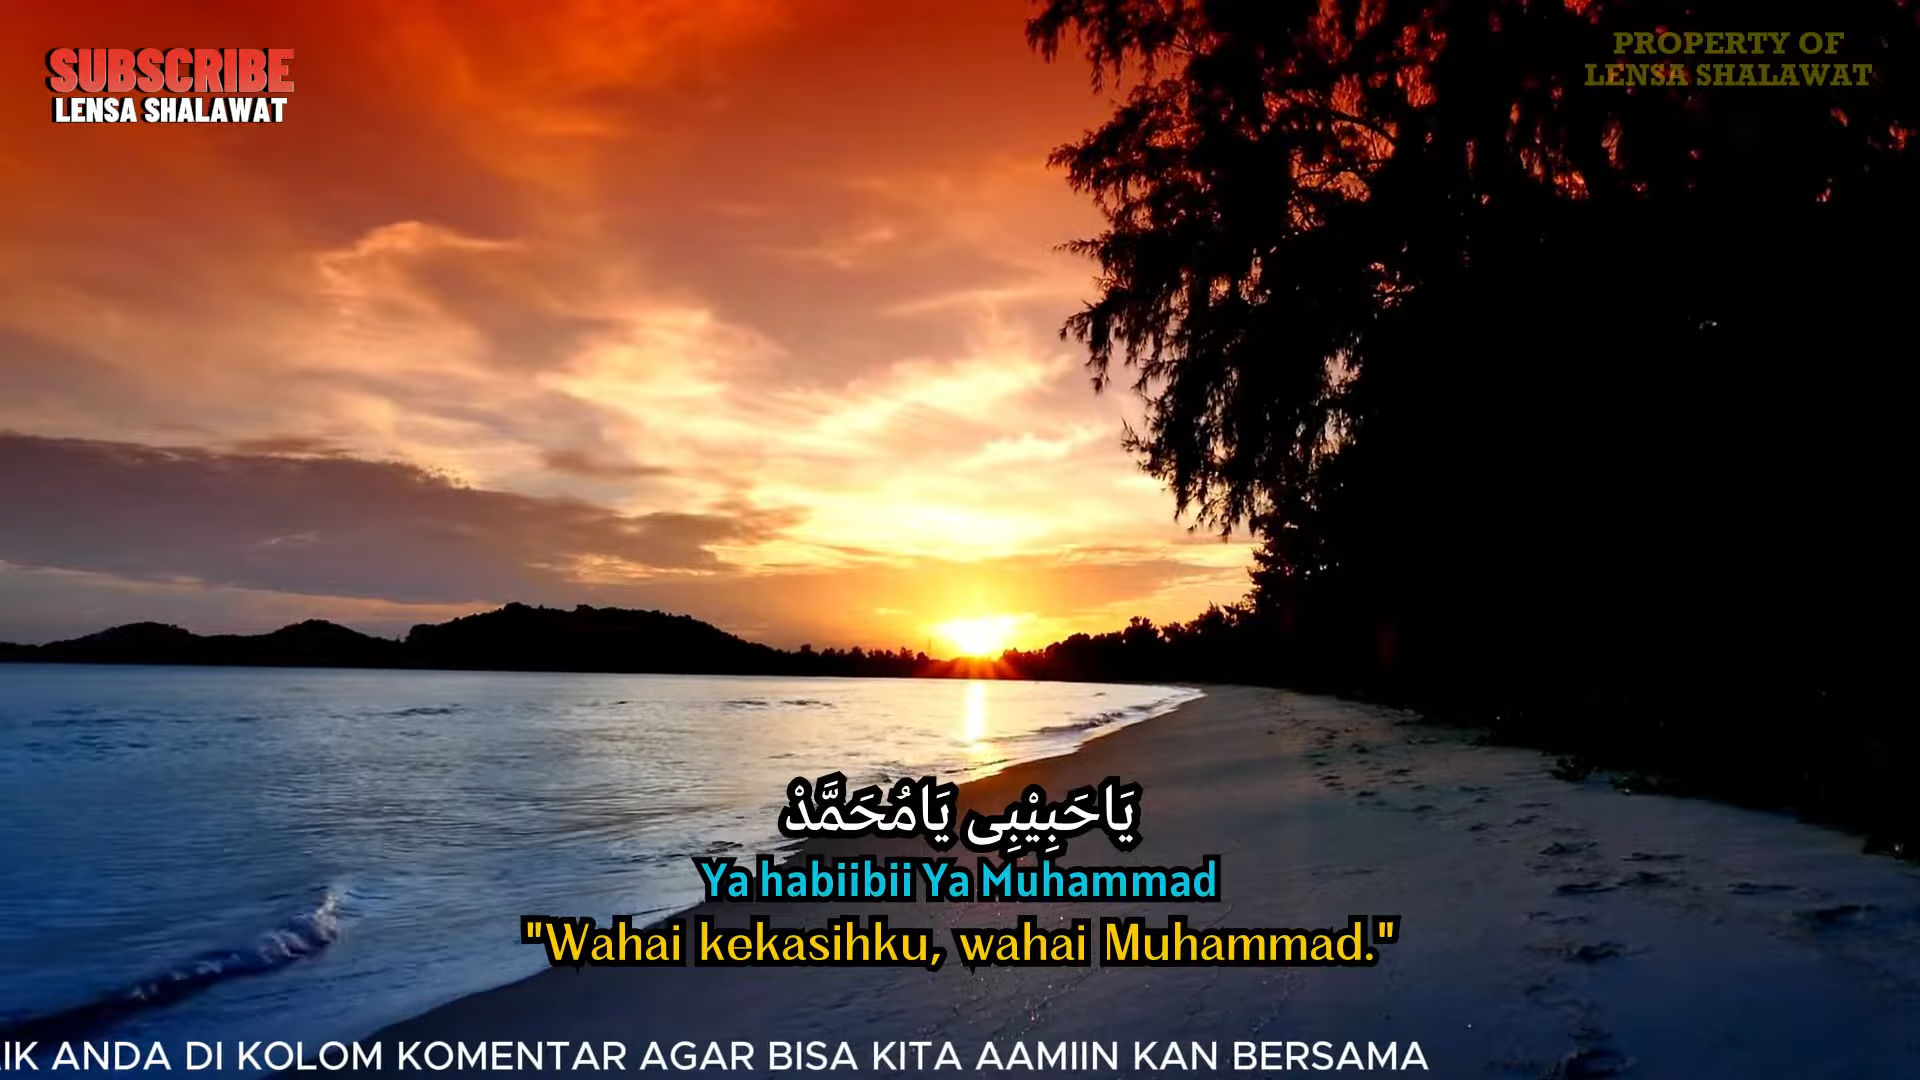 SUBSCRIBE
LENSA SHALAWAT
PROPERTY OF
LENSA SHALAWAT
يَاحَبِيْبِى يَامُحَمَّدْ
Ya habiibii Ya Muhammad
"Wahai kekasihku, wahai Muhammad."
ANDA DI KOLOM KOMENTAR AGAR BISA KITA AAMIIN KAN BERSAMA